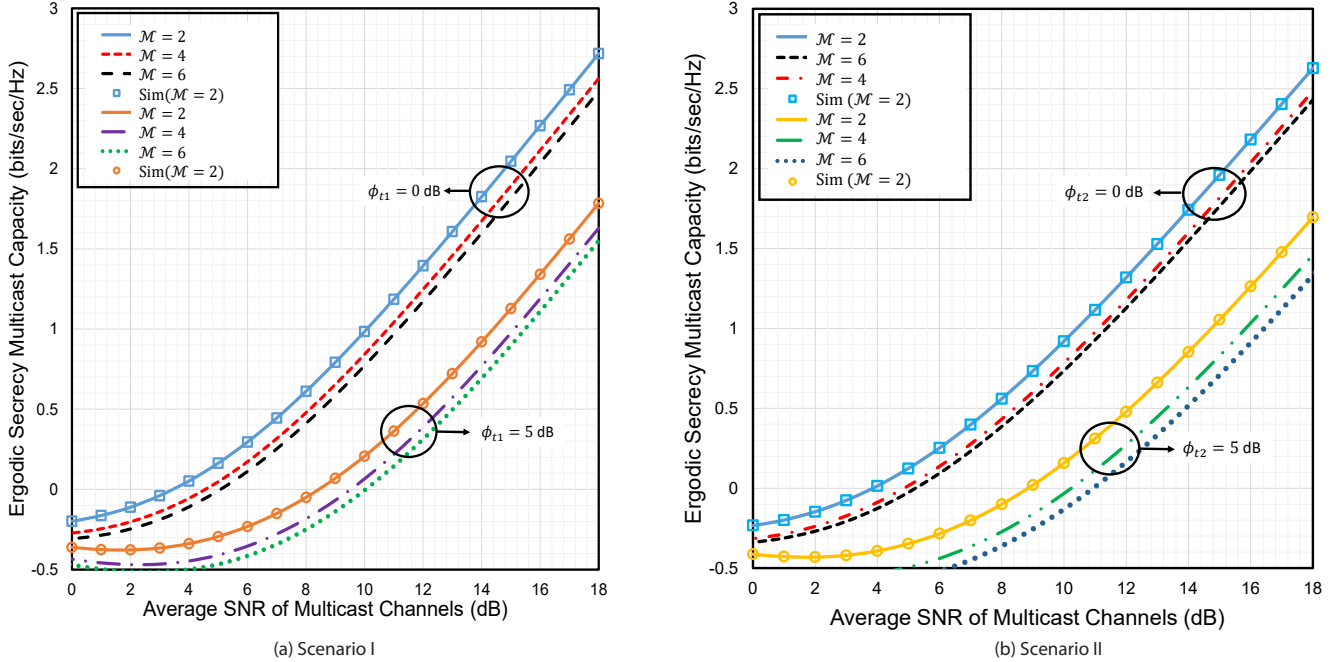 3
2.5
2
1.5
1
0.5
0
-0.5
0 2 4 6 8 10 12 14 16 18
Ergodic Secrecy Multicast Capacity (bits/sec/Hz)
Average SNR of Multicast Channels (dB)
ℳ = 2
ℳ = 4
ℳ = 6
Sim(ℳ = 2)
ℳ = 2
ℳ = 4
ℳ = 6
Sim(ℳ = 2)
ϕt1 = 0 dB
ϕt1 = 5 dB
(a) Scenario I
3
2.5
2
1.5
1
0.5
0
-0.5
0 2 4 6 8 10 12 14 16 18
Ergodic Secrecy Multicast Capacity (bits/sec/Hz)
Average SNR of Multicast Channels (dB)
ℳ = 2
ℳ = 6
ℳ = 4
Sim (ℳ = 2)
ℳ = 2
ℳ = 4
ℳ = 6
Sim (ℳ = 2)
ϕt2 = 0 dB
ϕt2 = 5 dB
(b) Scenario II